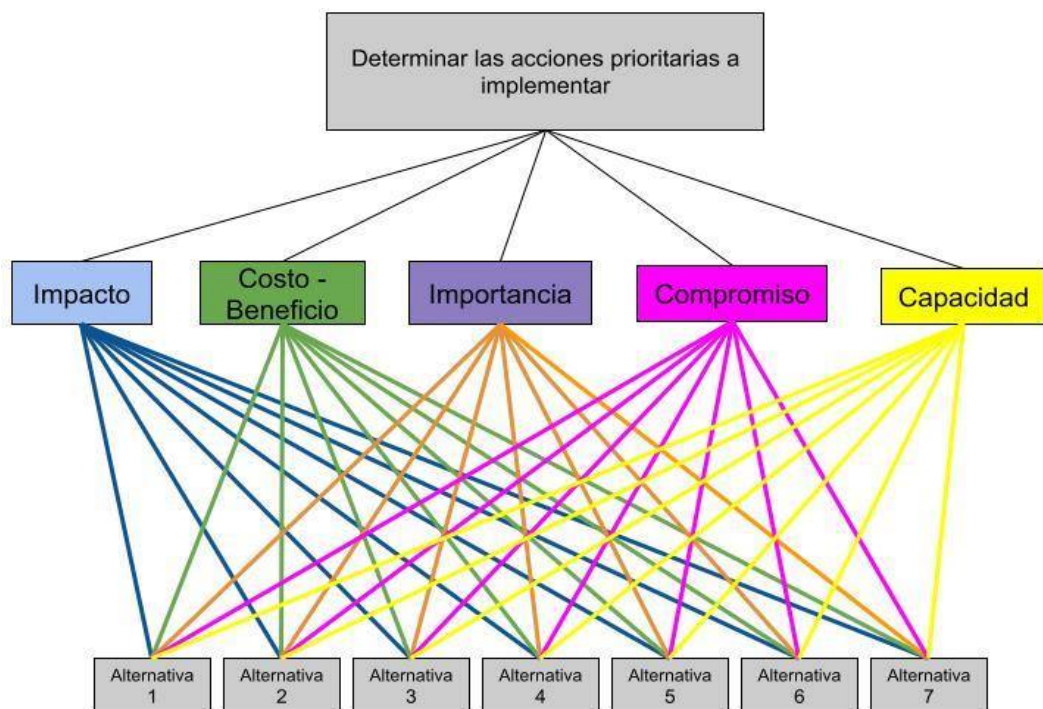 Determinar las acciones prioritarias a
implementar
Impacto
Costo -
Beneficio
Importancia
Compromiso
Capacidad
Alternativa
1
Alternativa
2
Alternativa
3
Alternativa
4
Alternativa
5
Alternativa
6
Alternativa
7